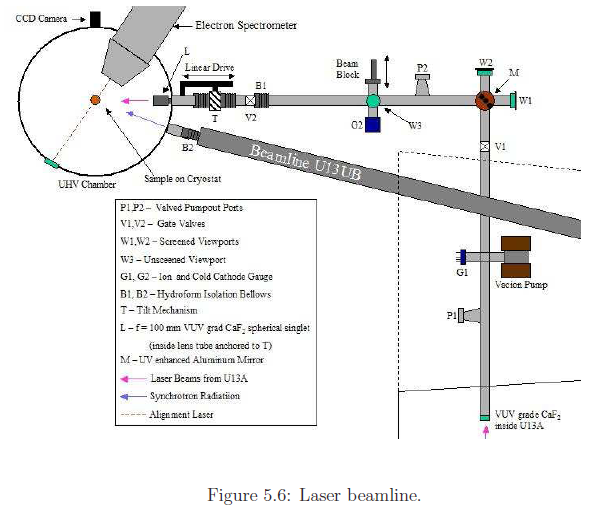 CCD Camera
Electron Spectrometer
L
Linear Drive
B1
Beam
Block
P2
W2
M
W1
T
V2
G2
W3
V1
B2
Beamline U13UB
UHV Chamber
Sample on Cryostat
P1,P2 – Valved Pumpout Ports
V1,V2 – Gate Valves
W1,W2 – Screened Viewports
W3 – Unsceened Viewport
G1, G2 – Ion and Cold Cathode Gauge
B1, B2 – Hydroform Isolation Bellows
T – Tilt Mechanism
L – f = 100 mm VUV grad CaF₂ spherical singlet
(inside lens tube anchored to T)
M – UV enhanced Aluminum Mirror
Laser Beams from U13A
Synchrotron Radiatiion
Alignment Laser
G1
Vacion Pump
P1
VUV grade CaF₂
inside U13A
Figure 5.6: Laser beamline.